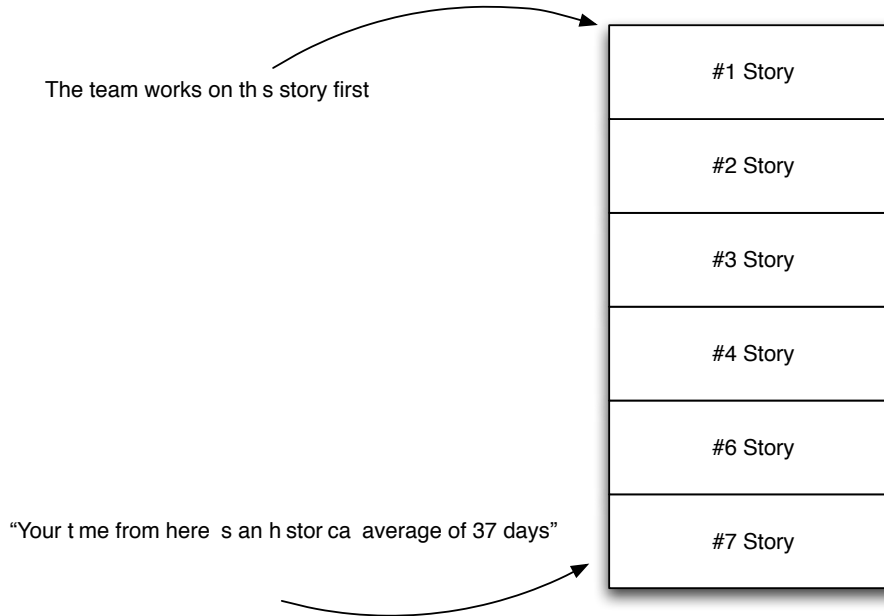 #1 Story
The team works on th s story first
#2 Story
#3 Story
#4 Story
#6 Story
“Your t me from here  s an h stor ca  average of 37 days”
#7 Story